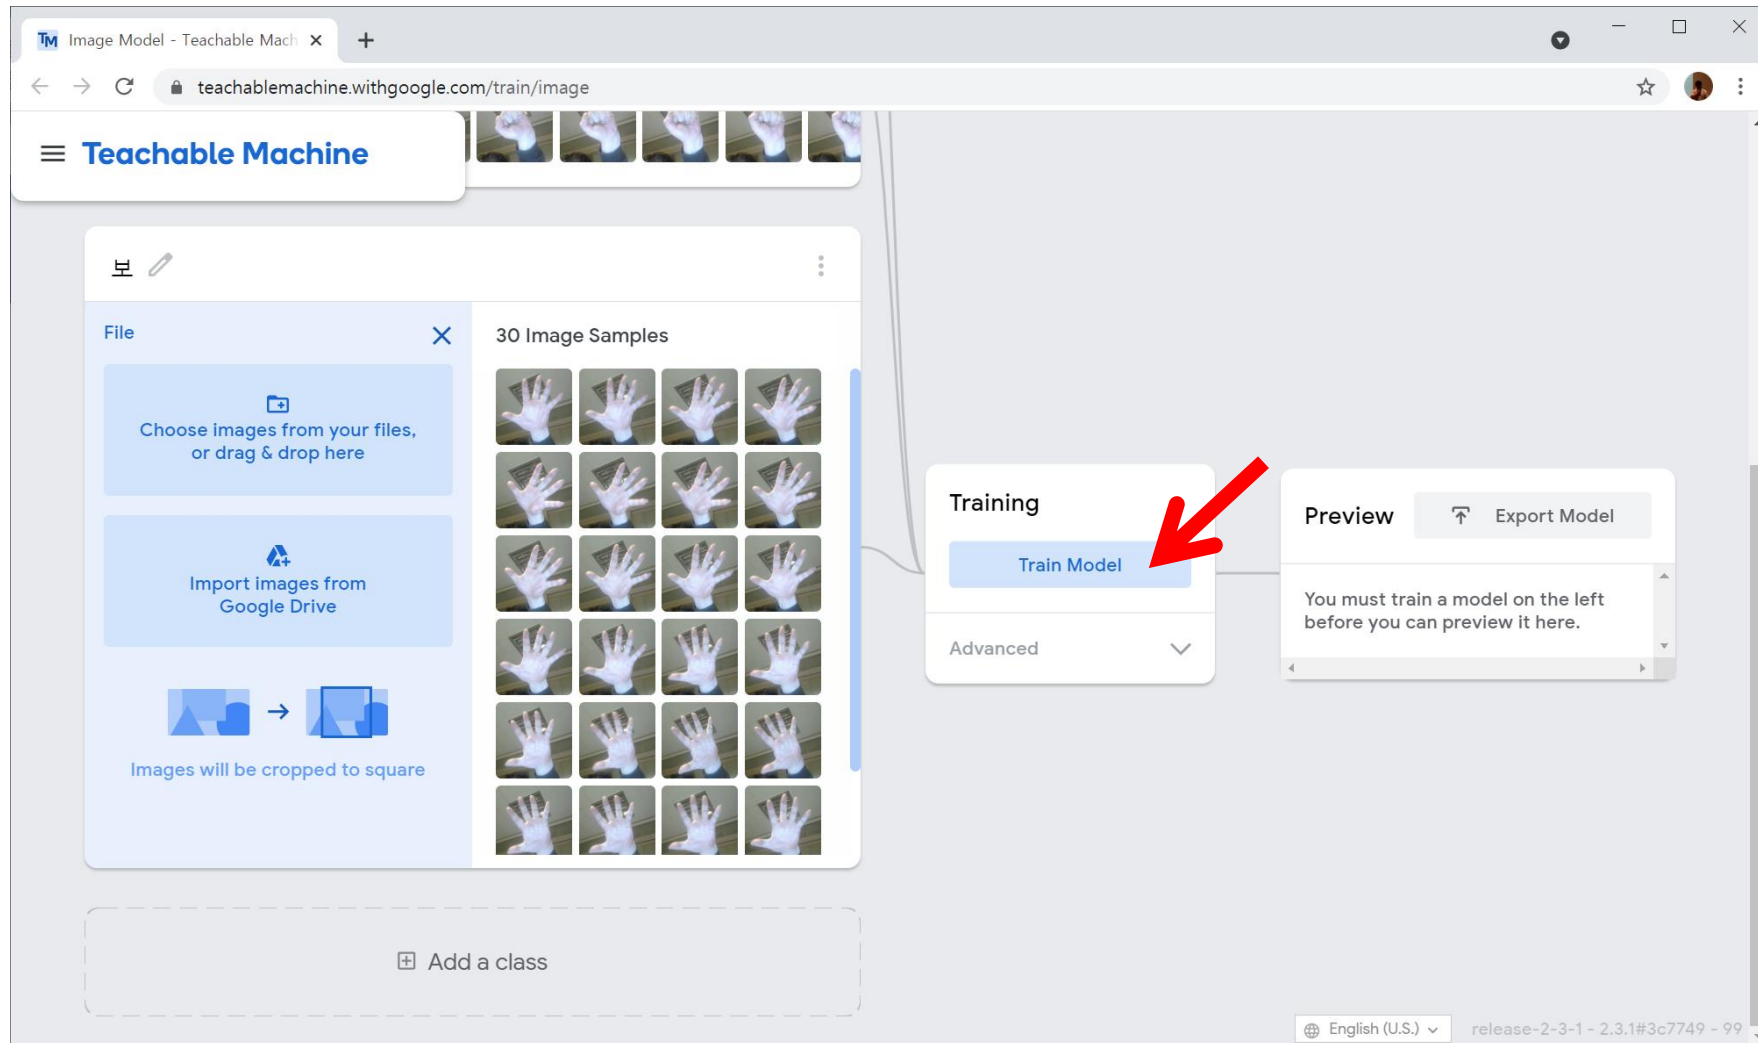 Image Model - Teachable Mach
teachablemachine.withgoogle.com/train/image
Teachable Machine
보
File
30 Image Samples
Choose images from your files,
or drag & drop here
Import images from
Google Drive
Images will be cropped to square
Training
Train Model
Advanced
Preview
Export Model
You must train a model on the left
before you can preview it here.
Add a class
English (U.S.)
release-2-3-1 - 2.3.1#3c7749 - 99